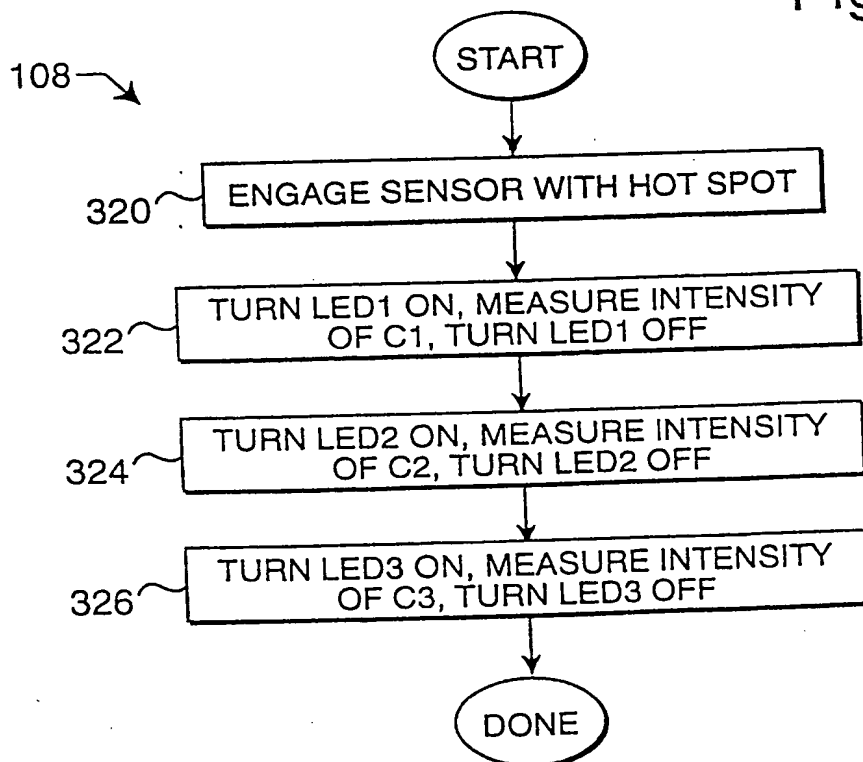 Fig
START
108
ENGAGE SENSOR WITH HOT SPOT
320
TURN LED1 ON, MEASURE INTENSITY
OF C1, TURN LED1 OFF
322
TURN LED2 ON, MEASURE INTENSITY
OF C2, TURN LED2 OFF
324
TURN LED3 ON, MEASURE INTENSITY
OF C3, TURN LED3 OFF
326
DONE